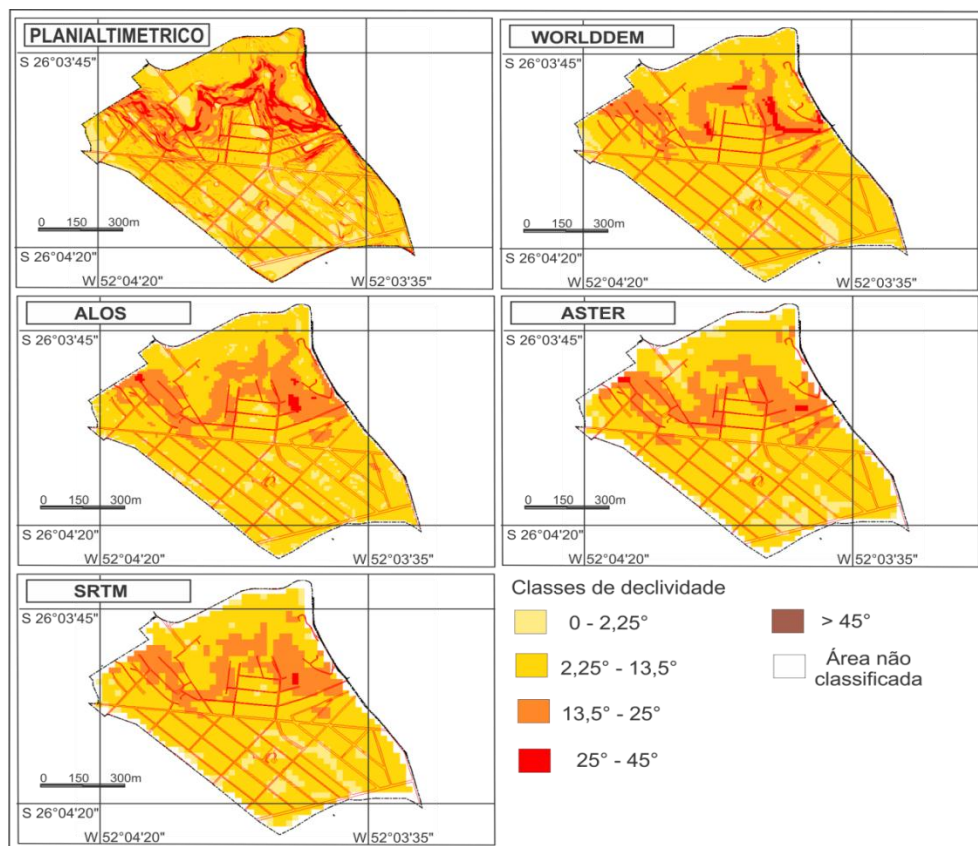 PLANIALTIMETRICO
S 26°03'45"
0 150 300m
S 26°04'20"
W 52°04'20" W 52°03'35"
WORLDDEM
S 26°03'45"
0 150 300m
S 26°04'20"
W 52°04'20" W 52°03'35"
ALOS
S 26°03'45"
0 150 300m
S 26°04'20"
W 52°04'20" W 52°03'35"
ASTER
S 26°03'45"
0 150 300m
S 26°04'20"
W 52°04'20" W 52°03'35"
SRTM
S 26°03'45"
0 150 300m
S 26°04'20"
W 52°04'20" W 52°03'35"
Classes de declividade
0 - 2,25°
2,25° - 13,5°
13,5° - 25°
25° - 45°
> 45°
Área não
classificada